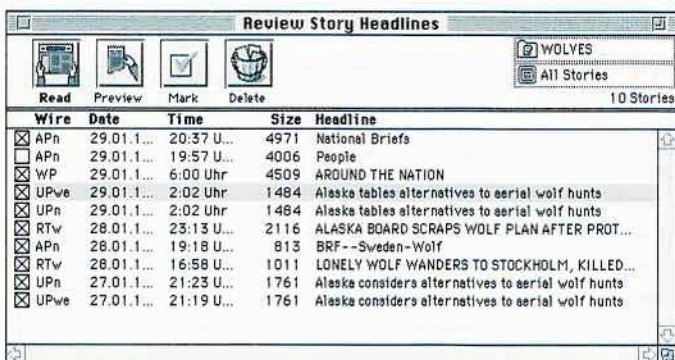 Review Story Headlines
WOLVES
All Stories
Read Preview Mark Delete
10 Stories
Wire Date Time Size Headline
APn 29.01.1... 20:37 U... 4971 National Briefs
APn 29.01.1... 19:57 U... 4006 People
WP 29.01.1... 6:00 Uhr 4509 AROUND THE NATION
UPwe 29.01.1... 2:02 Uhr 1484 Alaska tables alternatives to aerial wolf hunts
UPn 29.01.1... 2:02 Uhr 1484 Alaska tables alternatives to aerial wolf hunts
RTw 28.01.1... 23:13 U... 2116 ALASKA BOARD SCRAPS WOLF PLAN AFTER PROT...
APn 28.01.1... 19:18 U... 813 BRF--Sweden-Wolf
RTw 28.01.1... 16:58 U... 1011 LONELY WOLF WANDERS TO STOCKHOLM, KILLED...
UPn 27.01.1... 21:23 U... 1761 Alaska considers alternatives to aerial wolf hunts
UPwe 27.01.1... 21:19 U... 1761 Alaska considers alternatives to aerial wolf hunts